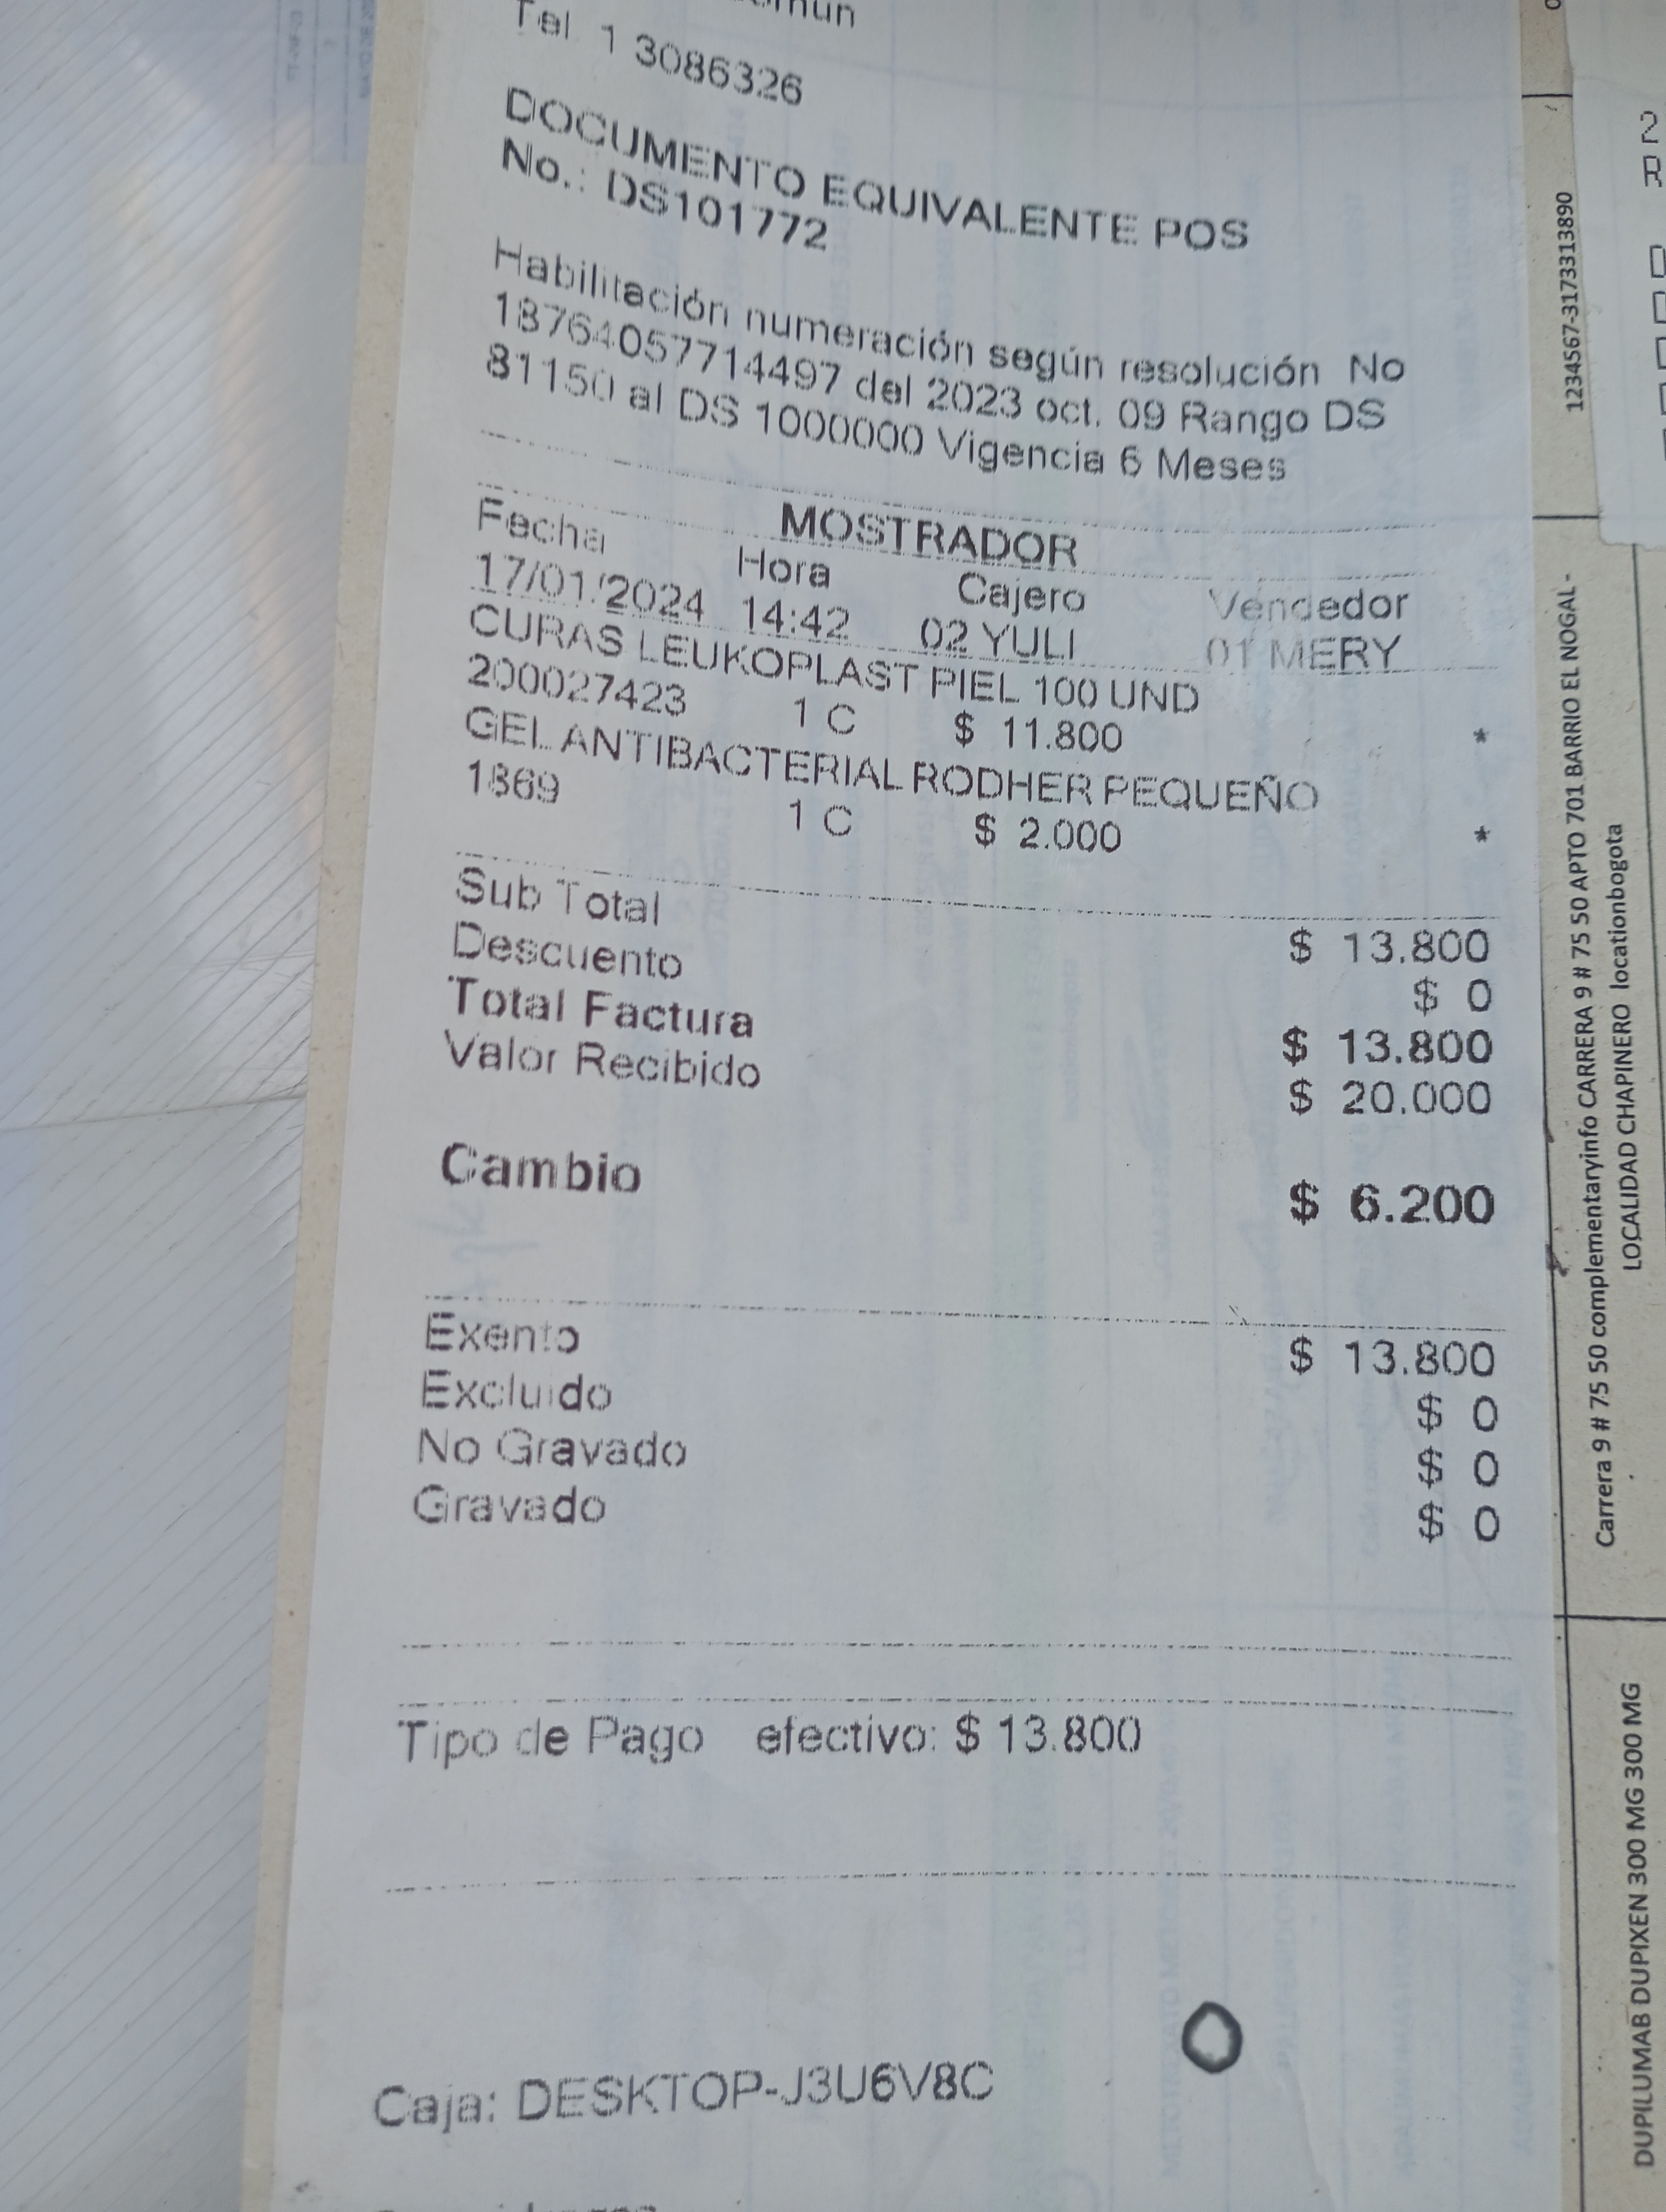 Tel 1 3086326
DOCUMENTO EQUIVALENTE POS
No.: DS101772
Habilitación numeración según resolución No
18764057714497 del 2023 oct. 09 Rango DS
81150 al DS 1000000 Vigencia 6 Meses
MOSTRADOR
Fecha Hora Cajero Vendedor
17/01/2024 14:42 02 YULI 01 MERY
CURAS LEUKOPLAST PIEL 100 UND
200027423 1 C $ 11.800 *
GEL ANTIBACTERIAL RODHER PEQUEÑO
1869 1 C $ 2.000 *
Sub Total $ 13.800
Descuento $ 0
Total Factura $ 13.800
Valor Recibido $ 20.000
Cambio $ 6.200
Exento $ 13.800
Excluido $ 0
No Gravado $ 0
Gravado $ 0
Tipo de Pago efectivo: $ 13.800
Caja: DESKTOP-J3U6V8C
1234567-3173313890
Carrera 9 # 75 50 complementaryinfo CARRERA 9 # 75 50 APTO 701 BARRIO EL NOGAL -
LOCALIDAD CHAPINERO locationbogota
DUPILUMAB DUPIXEN 300 MG 300 MG